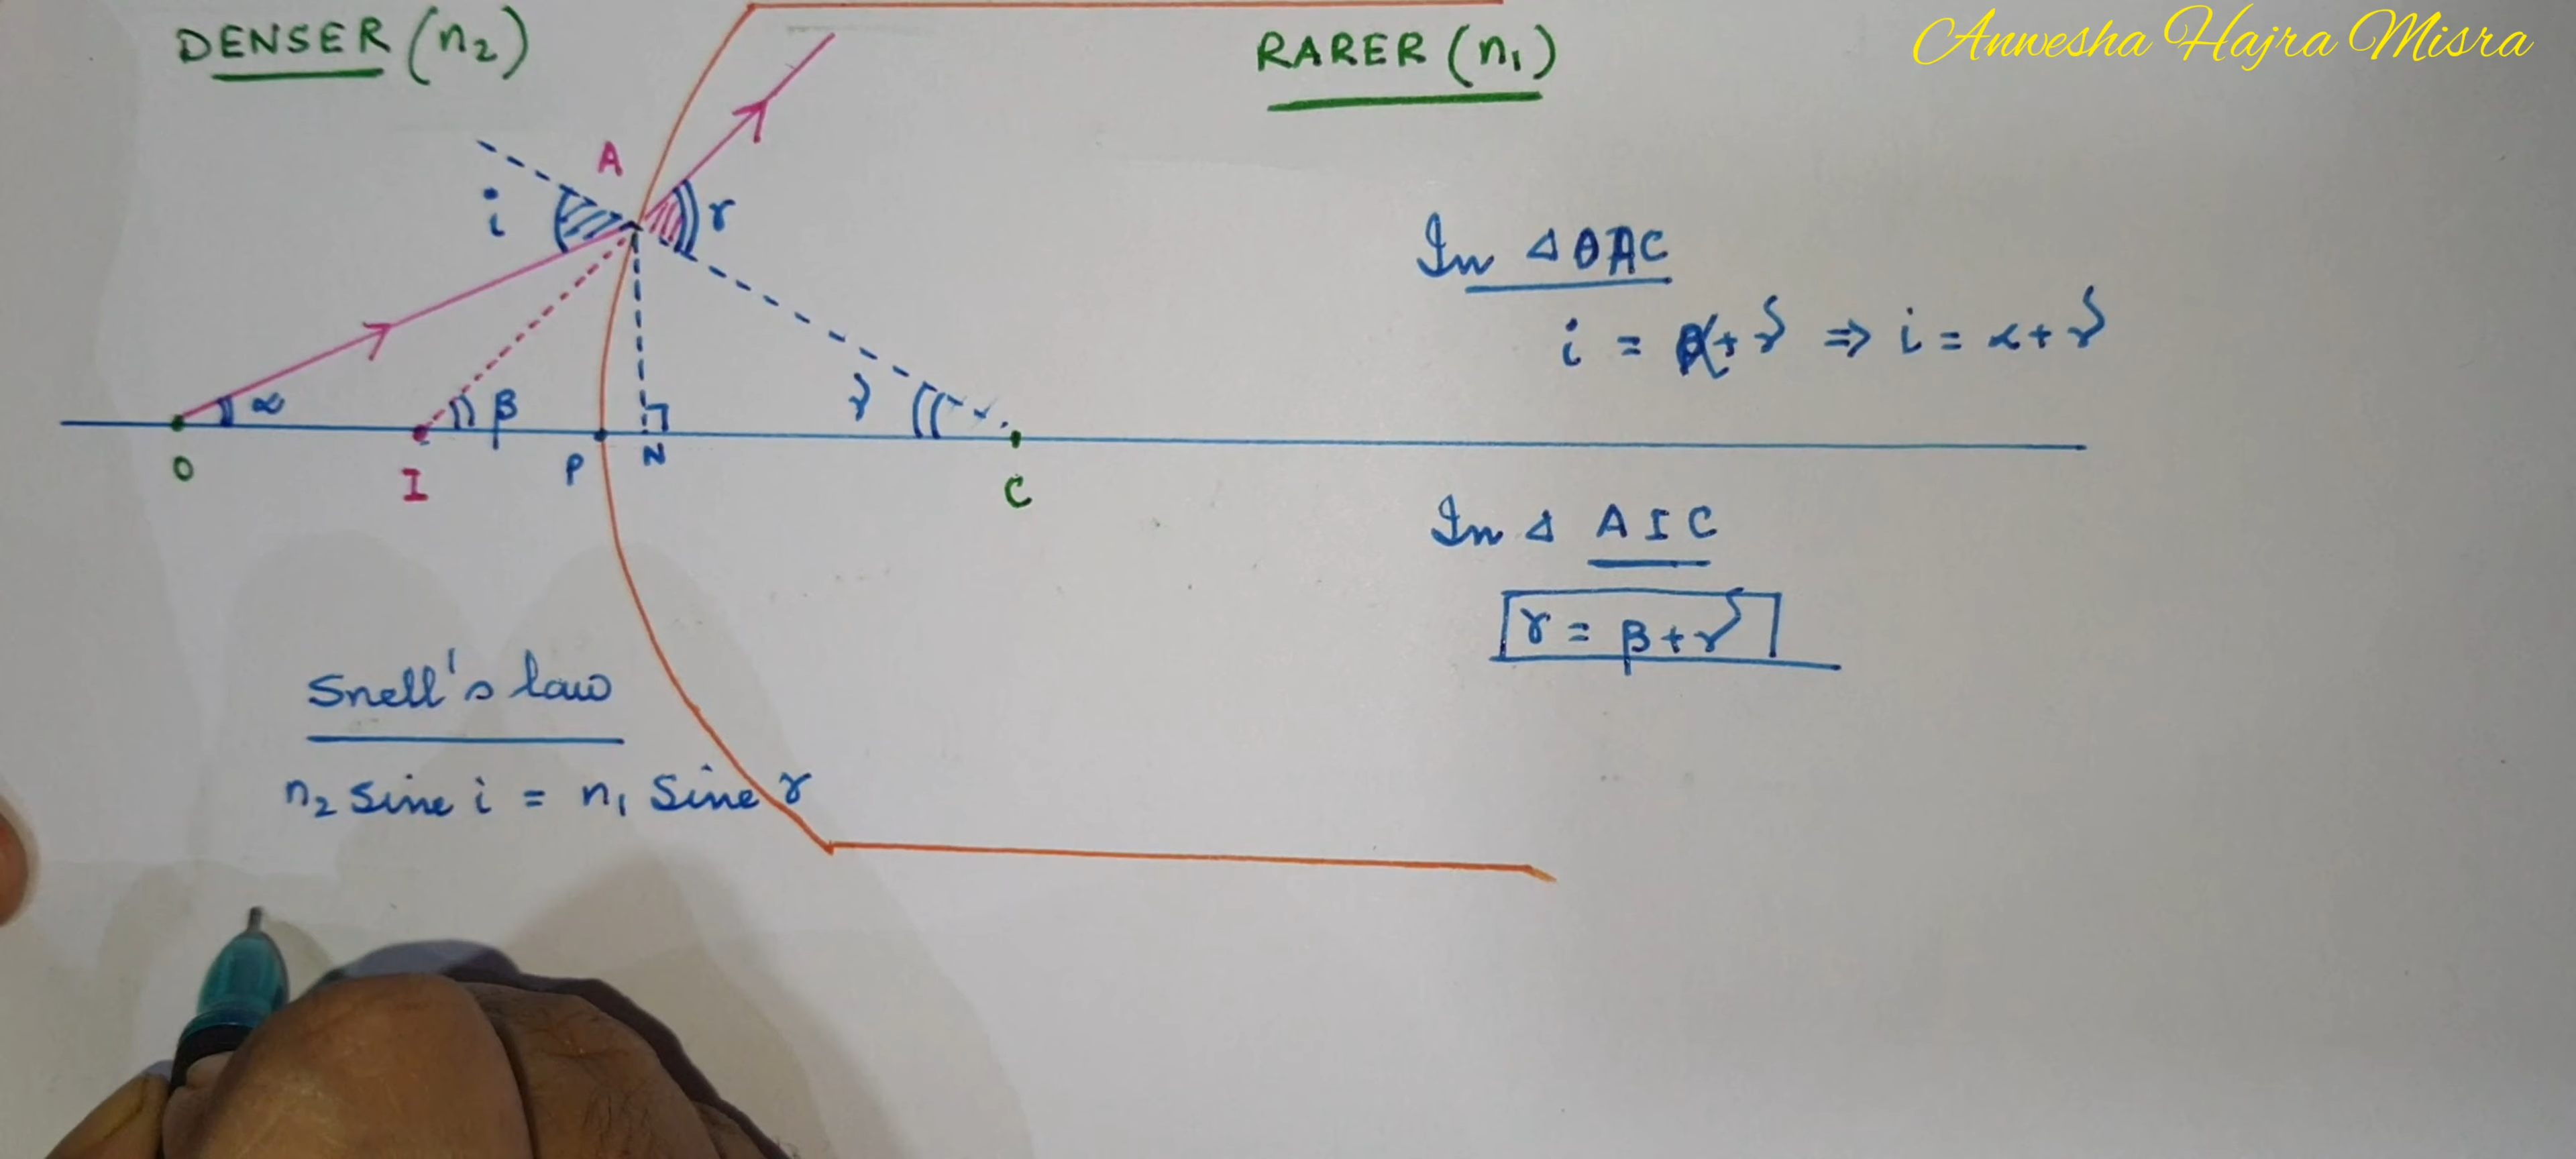 DENSER (n₂)
RARER (n₁)
Anwesha Hajra Misra
A
i
r
α
β
γ
O
I
P
N
C
In Δ OAC
i = α+γ ⇒ i = α+γ
In Δ AIC
r = β+γ
Snell's law
n₂ sine i = n₁ sine r